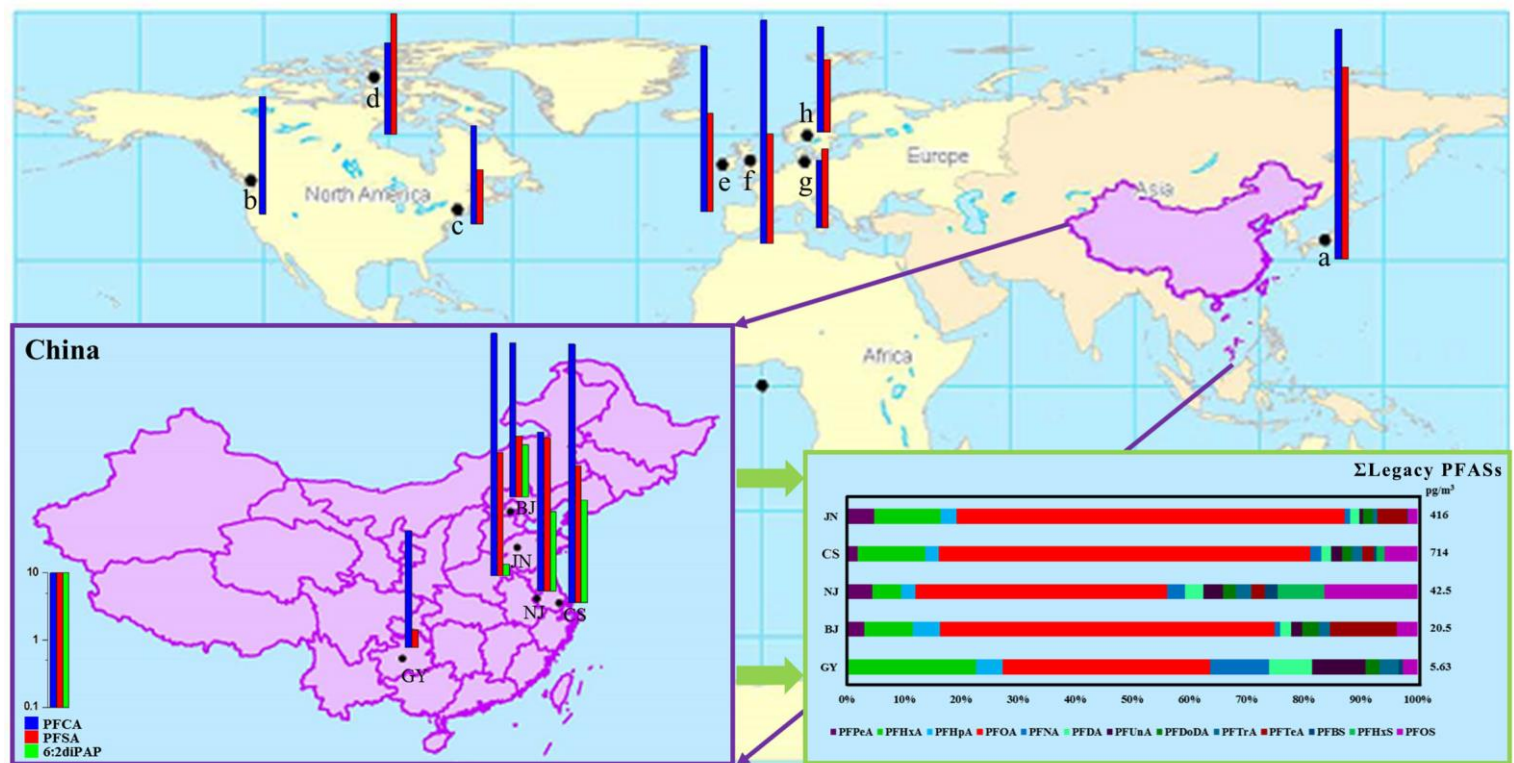 d
h
Europe
b
North America
c
e
f
g
Asia
a
Africa
China
BJ
JN
NJ
CS
GY
10
1
0.1
PFCA
PFSA
6:2diPAP
ΣLegacy PFASs
pg/m³
JN 416
CS 714
NJ 42.5
BJ 20.5
GY 5.63
0% 10% 20% 30% 40% 50% 60% 70% 80% 90% 100%
PFPeA PFHxA PFHpA PFOA PFNA PFDA PFUnA PFDoDA PFTrA PFTeA PFBS PFHxS PFOS